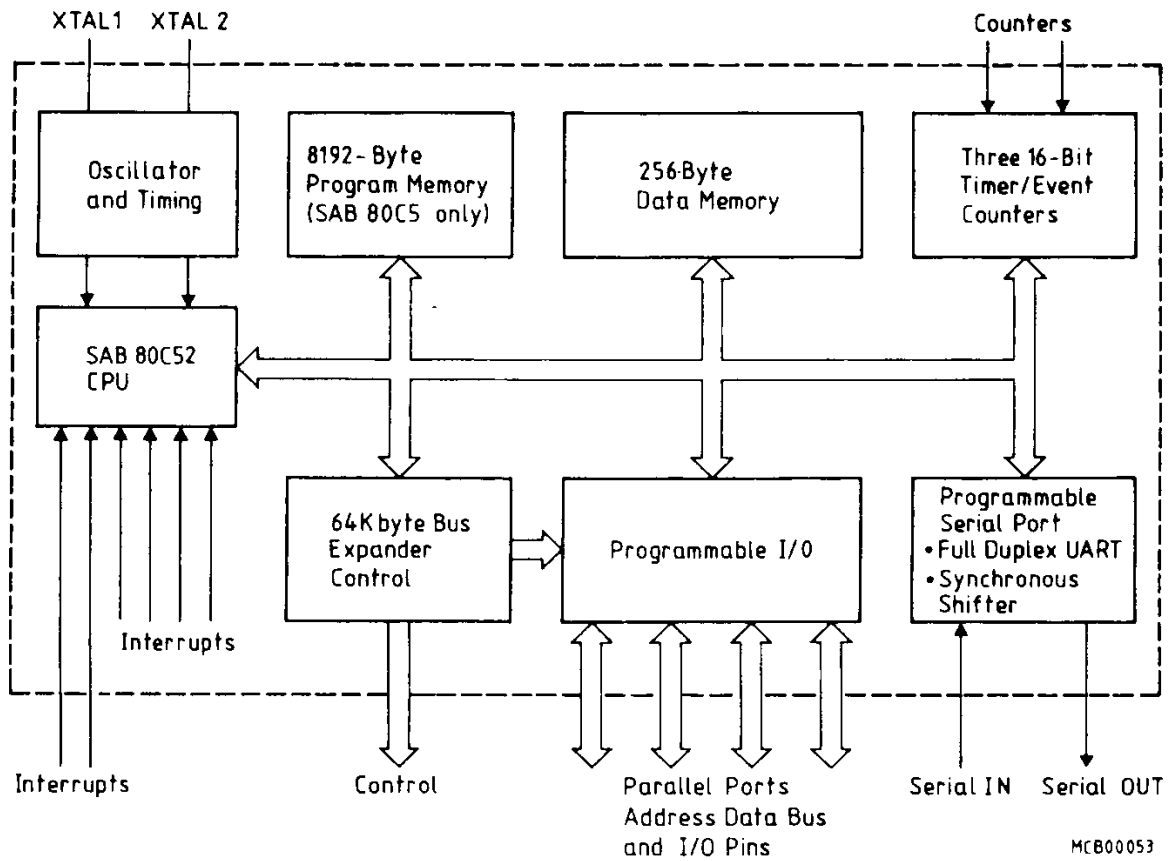 XTAL1 XTAL 2
Counters
Oscillator
and Timing
8192-Byte
Program Memory
(SAB 80C5 only)
256-Byte
Data Memory
Three 16-Bit
Timer/Event
Counters
SAB 80C52
CPU
64K byte Bus
Expander
Control
Programmable I/O
Programmable
Serial Port
• Full Duplex UART
• Synchronous
Shifter
Interrupts
Interrupts
Control
Parallel Ports
Address Data Bus
and I/O Pins
Serial IN
Serial OUT
MCB00053